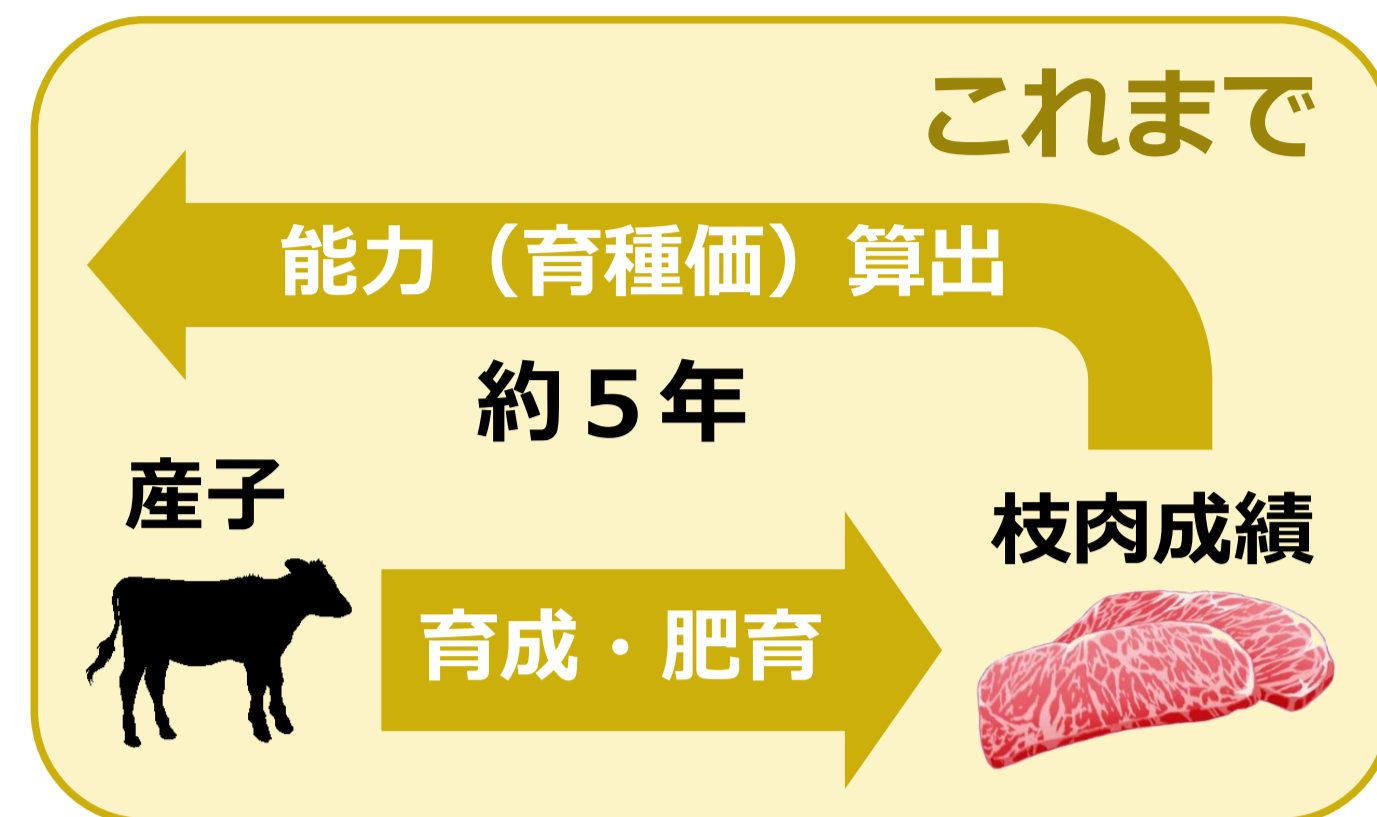 これまで
能力（育種価）算出
約５年
産子
枝肉成績
育成・肥育